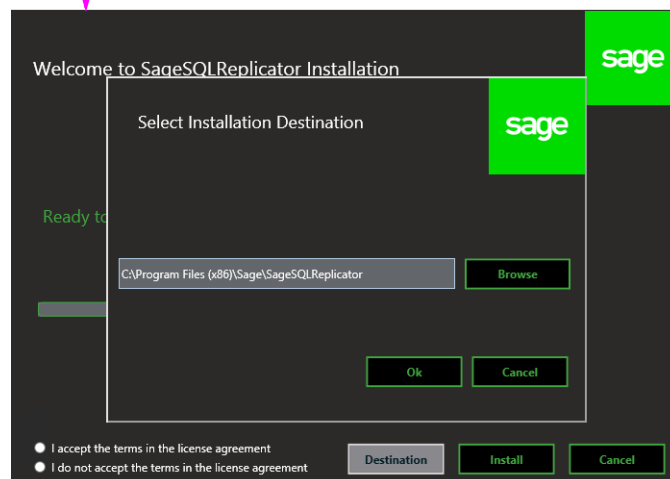 Welcome to SageSQLReplicator Installation
sage
Select Installation Destination
sage
Ready to
C:\Program Files (x86)\Sage\SageSQLReplicator
Browse
Ok
Cancel
I accept the terms in the license agreement
I do not accept the terms in the license agreement
Destination
Install
Cancel